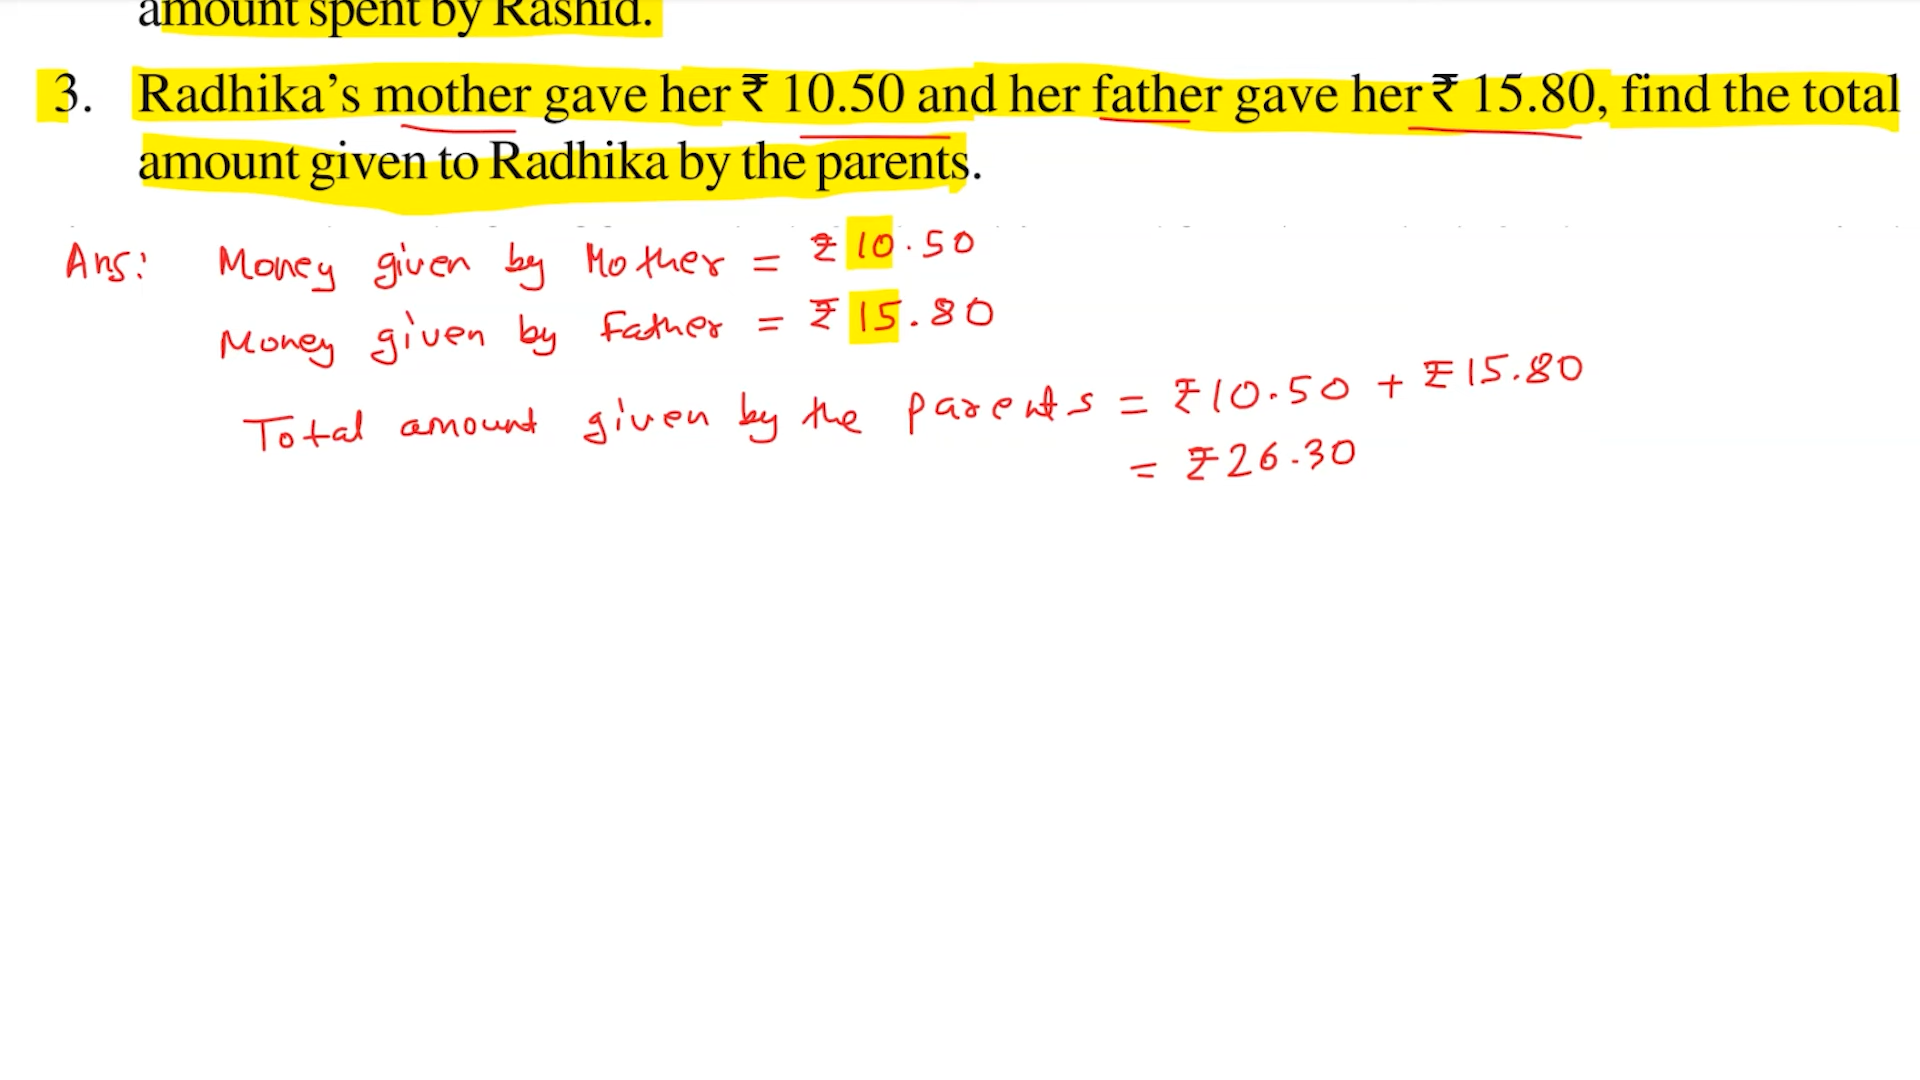 amount spent by Rashid.
3. Radhika’s mother gave her ₹ 10.50 and her father gave her ₹ 15.80, find the total
amount given to Radhika by the parents.
Ans: Money given by Mother = ₹10.50
Money given by Father = ₹15.80
Total amount given by the parents = ₹10.50 + ₹15.80
= ₹26.30